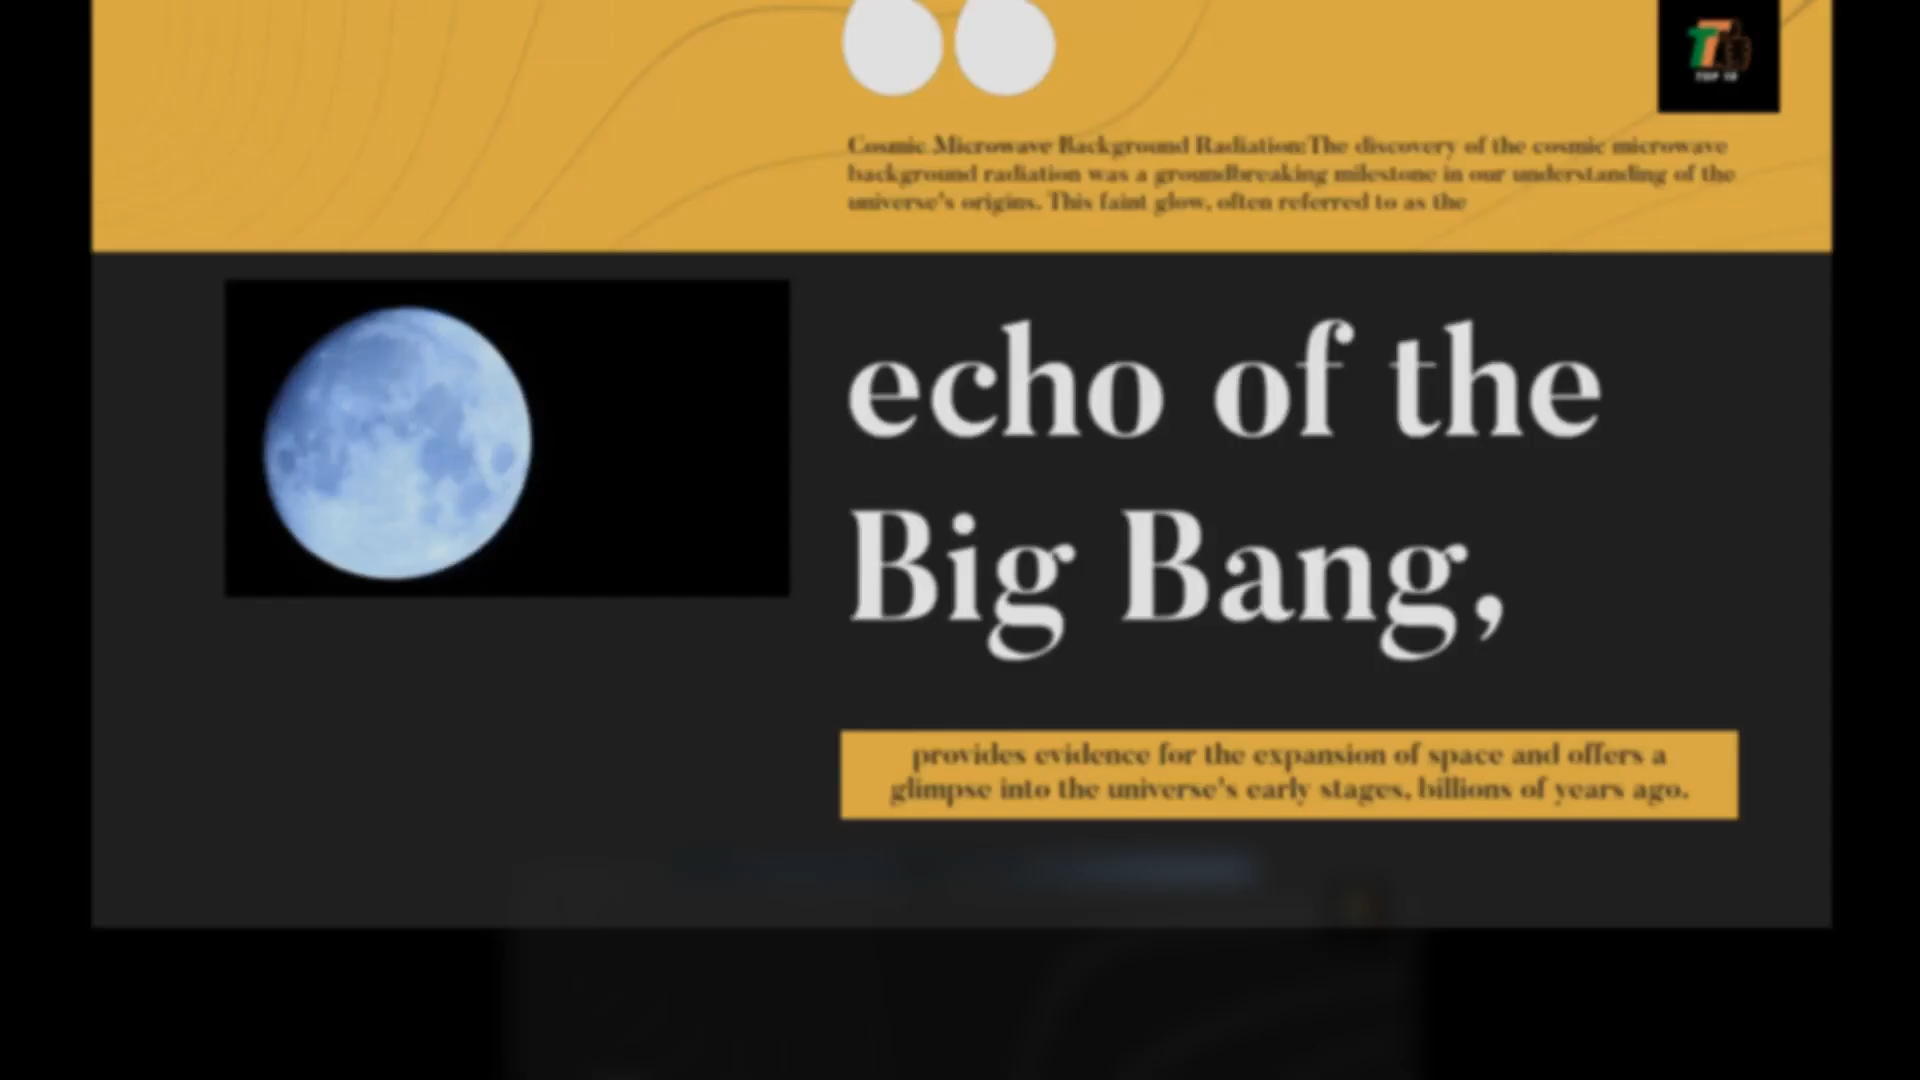 TOP 10
Cosmic Microwave Background Radiation:The discovery of the cosmic microwave
background radiation was a groundbreaking milestone in our understanding of the
universe's origins. This faint glow, often referred to as the
echo of the
Big Bang,
provides evidence for the expansion of space and offers a
glimpse into the universe's early stages, billions of years ago.